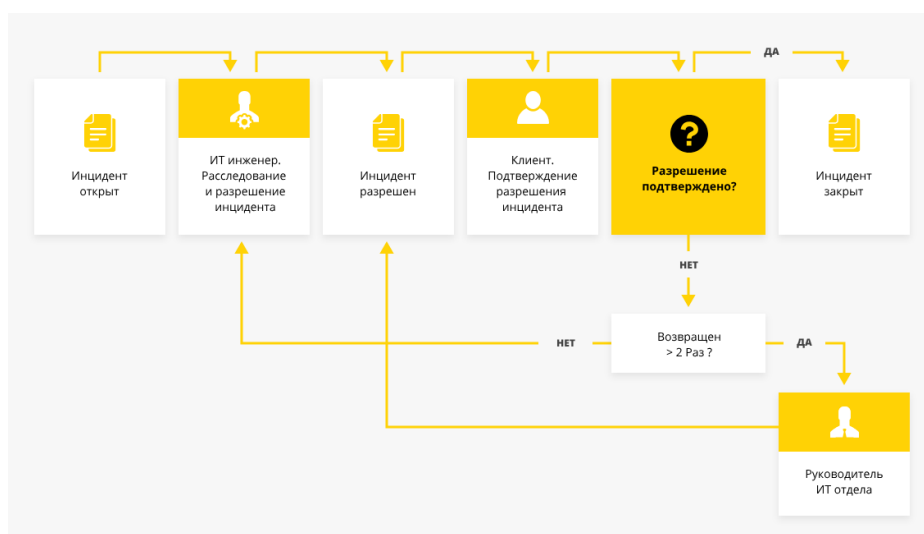 ДА
Инцидент
открыт
ИТ инженер.
Расследование
и разрешение
инцидента
Инцидент
разрешен
Клиент.
Подтверждение
разрешения
инцидента
?
Разрешение
подтверждено?
Инцидент
закрыт
НЕТ
НЕТ
Возвращен
> 2 Раз ?
ДА
Руководитель
ИТ отдела